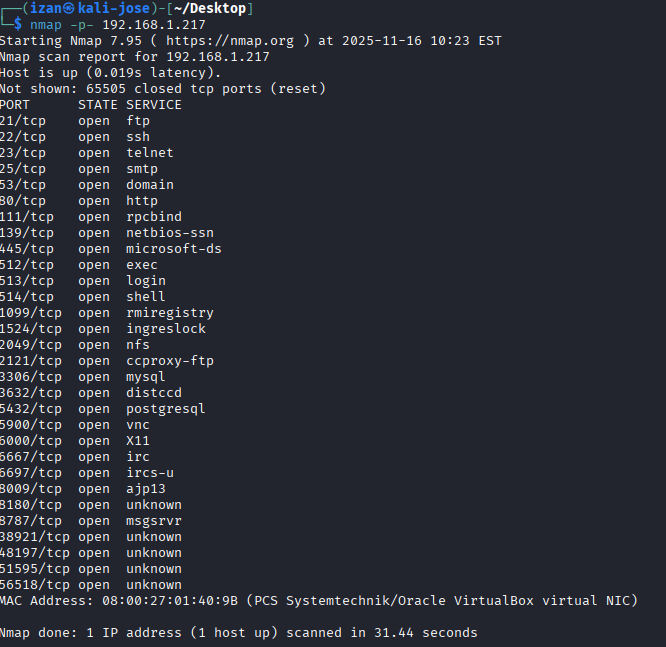 ┌──(izan㉿kali-jose)-[~/Desktop]
└─$ nmap -p- 192.168.1.217
Starting Nmap 7.95 ( https://nmap.org ) at 2025-11-16 10:23 EST
Nmap scan report for 192.168.1.217
Host is up (0.019s latency).
Not shown: 65505 closed tcp ports (reset)
PORT      STATE SERVICE
21/tcp    open  ftp
22/tcp    open  ssh
23/tcp    open  telnet
25/tcp    open  smtp
53/tcp    open  domain
80/tcp    open  http
111/tcp   open  rpcbind
139/tcp   open  netbios-ssn
445/tcp   open  microsoft-ds
512/tcp   open  exec
513/tcp   open  login
514/tcp   open  shell
1099/tcp  open  rmiregistry
1524/tcp  open  ingreslock
2049/tcp  open  nfs
2121/tcp  open  ccproxy-ftp
3306/tcp  open  mysql
3632/tcp  open  distccd
5432/tcp  open  postgresql
5900/tcp  open  vnc
6000/tcp  open  X11
6667/tcp  open  irc
6697/tcp  open  ircs-u
8009/tcp  open  ajp13
8180/tcp  open  unknown
8787/tcp  open  msgsrvr
38921/tcp open  unknown
48197/tcp open  unknown
51595/tcp open  unknown
56518/tcp open  unknown
MAC Address: 08:00:27:01:40:9B (PCS Systemtechnik/Oracle VirtualBox virtual NIC)
Nmap done: 1 IP address (1 host up) scanned in 31.44 seconds